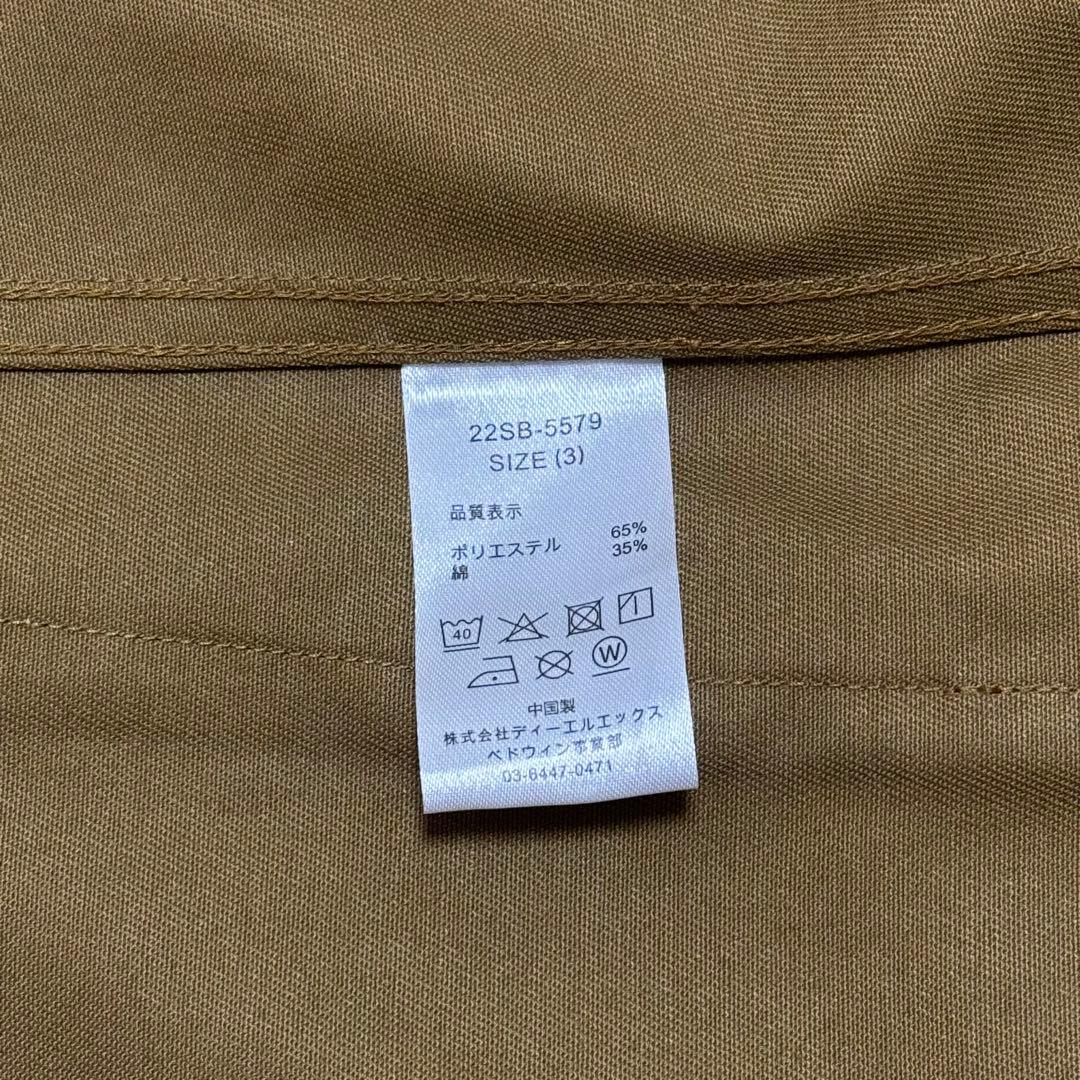 22SB-5579
SIZE (3)
品質表示
ポリエステル 65%
綿 35%
40
W
中国製
株式会社ディーエルエックス
ベドウィン事業部
03-6447-0471